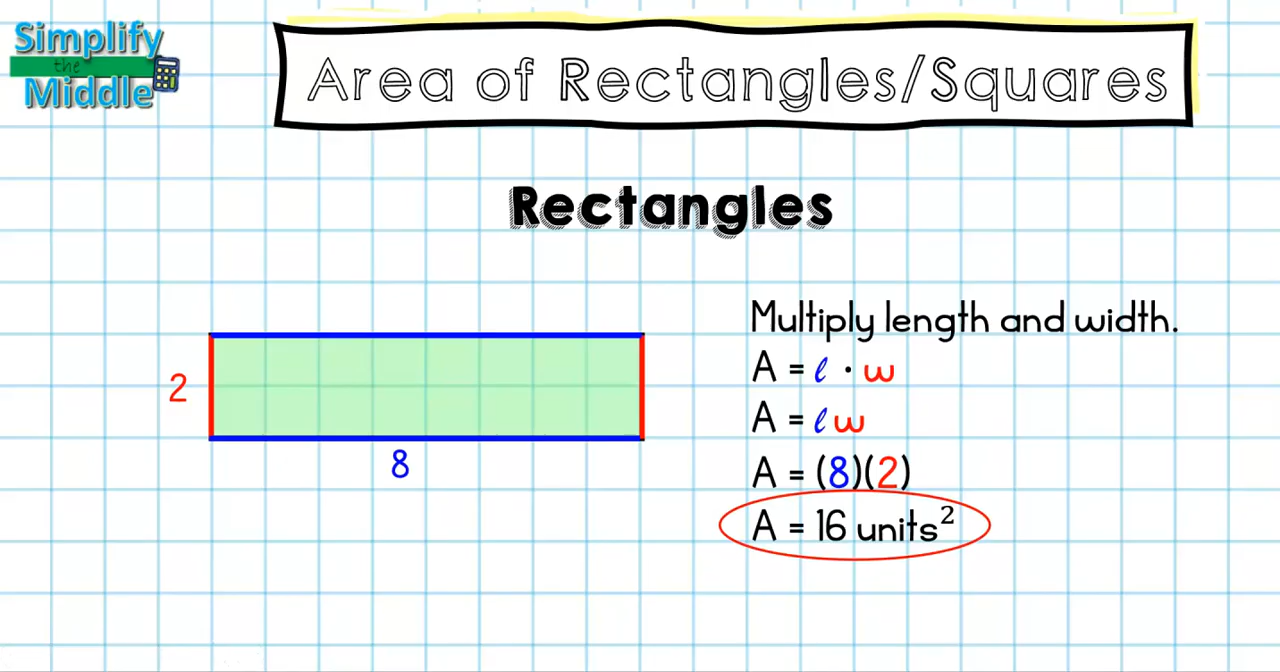 Simplify
the
Middle
Area of Rectangles/Squares
Rectangles
Multiply length and width.
A = ℓ · w
A = ℓw
A = (8)(2)
A = 16 units²
2
8